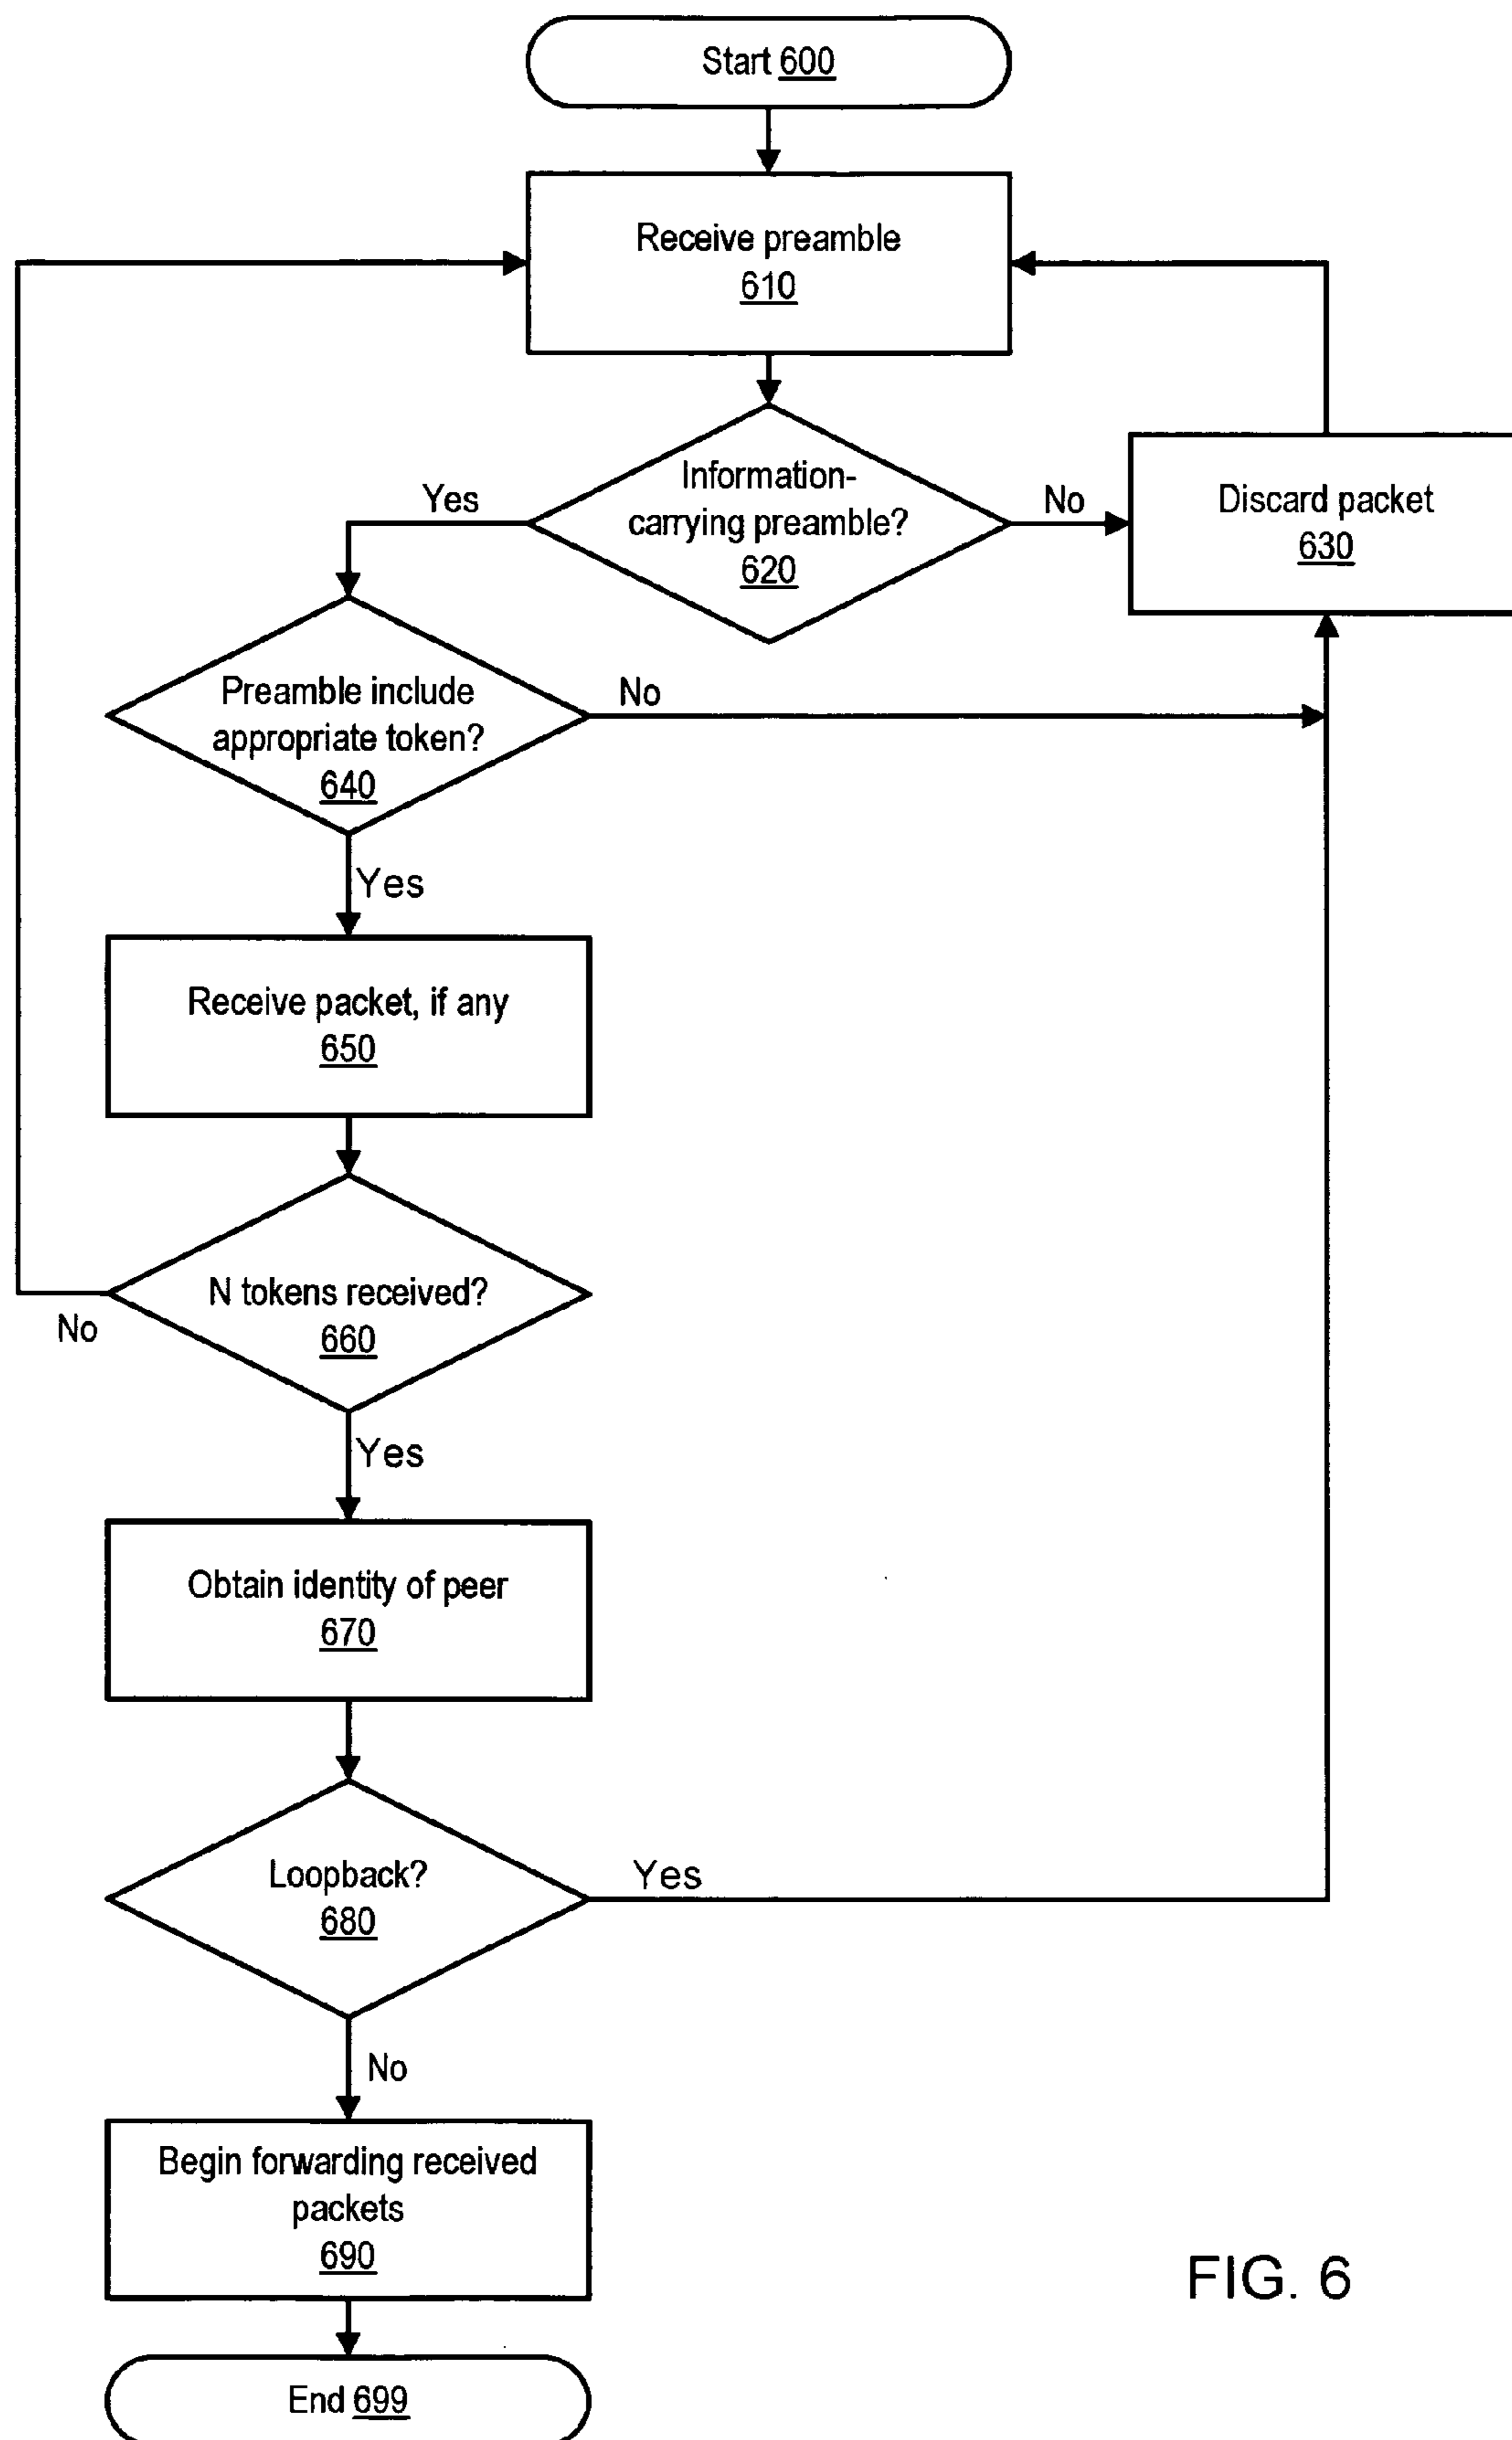 Start 600
Receive preamble
610
Information-
carrying preamble?
620
Yes
No
Discard packet
630
Preamble include
appropriate token?
640
No
Yes
Receive packet, if any
650
N tokens received?
660
No
Yes
Obtain identity of peer
670
Loopback?
680
Yes
No
Begin forwarding received
packets
690
End 699
FIG. 6